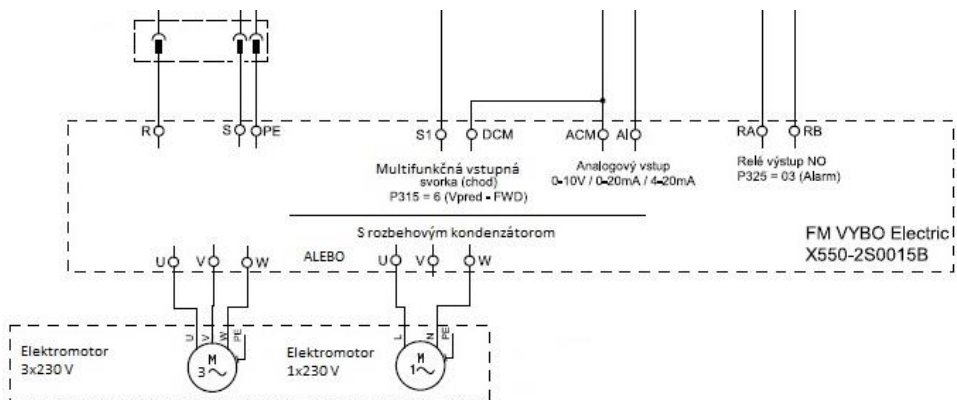 R S PE S1 DCM ACM AI RA RB
Multifunkčná vstupná
svorka (chod)
P315 = 6 (Vpred - FWD)
Analogový vstup
0-10V / 0-20mA / 4-20mA
Relé výstup NO
P325 = 03 (Alarm)
S rozbehovým kondenzátorom
FM VYBO Electric
X550-2S0015B
U V W ALEBO U V W
U V W PE L N PE
Elektromotor
3x230 V
M
3~
Elektromotor
1x230 V
M
1~